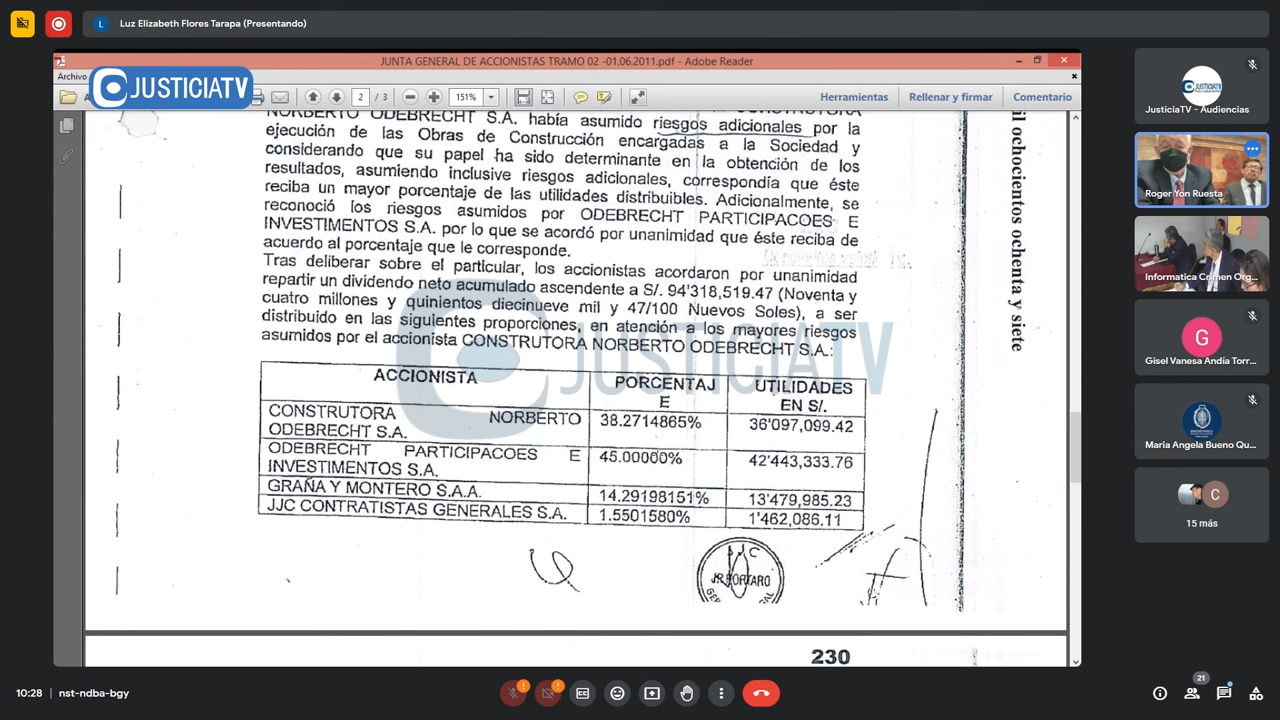 Luz Elizabeth Flores Tarapa (Presentando)
JUNTA GENERAL DE ACCIONISTAS TRAMO 02 -01.06.2011.pdf - Adobe Reader
Archivo
JUSTICIATV
2 / 3
151%
Herramientas
Rellenar y firmar
Comentario
NORBERTO ODEBRECHT S.A. había asumido riesgos adicionales por la
ejecución de las Obras de Construcción encargadas a la Sociedad y
considerando que su papel ha sido determinante en la obtención de los
resultados, asumiendo inclusive riesgos adicionales, correspondía que éste
reciba un mayor porcentaje de las utilidades distribuibles. Adicionalmente, se
reconoció los riesgos asumidos por ODEBRECHT PARTICIPACOES E
INVESTIMENTOS S.A. por lo que se acordó por unanimidad que éste reciba de
acuerdo al porcentaje que le corresponde.
Tras deliberar sobre el particular, los accionistas acordaron por unanimidad
repartir un dividendo neto acumulado ascendente a S/. 94'318,519.47 (Noventa y
cuatro millones y quinientos diecinueve mil y 47/100 Nuevos Soles), a ser
distribuido en las siguientes proporciones, en atención a los mayores riesgos
asumidos por el accionista CONSTRUTORA NORBERTO ODEBRECHT S.A.:
JUSTICIATV
ACCIONISTA
PORCENTAJ
E
UTILIDADES
EN S/.
CONSTRUTORA NORBERTO
ODEBRECHT S.A.
38.2714865%
36'097,099.42
ODEBRECHT PARTICIPACOES E
INVESTIMENTOS S.A.
45.00000%
42'443,333.76
GRAÑA Y MONTERO S.A.A.
14.29198151%
13'479,985.23
JJC CONTRATISTAS GENERALES S.A.
1.5501580%
1'462,086.11
JJC
230
il ochocientos ochenta y siete
JusticiaTV - Audiencias
Roger Yon Ruesta
Informatica Crimen Org...
G
Gisel Vanesa Andía Torr...
Maria Angela Bueno Qu...
C
15 más
10:28
nst-ndba-bgy
21